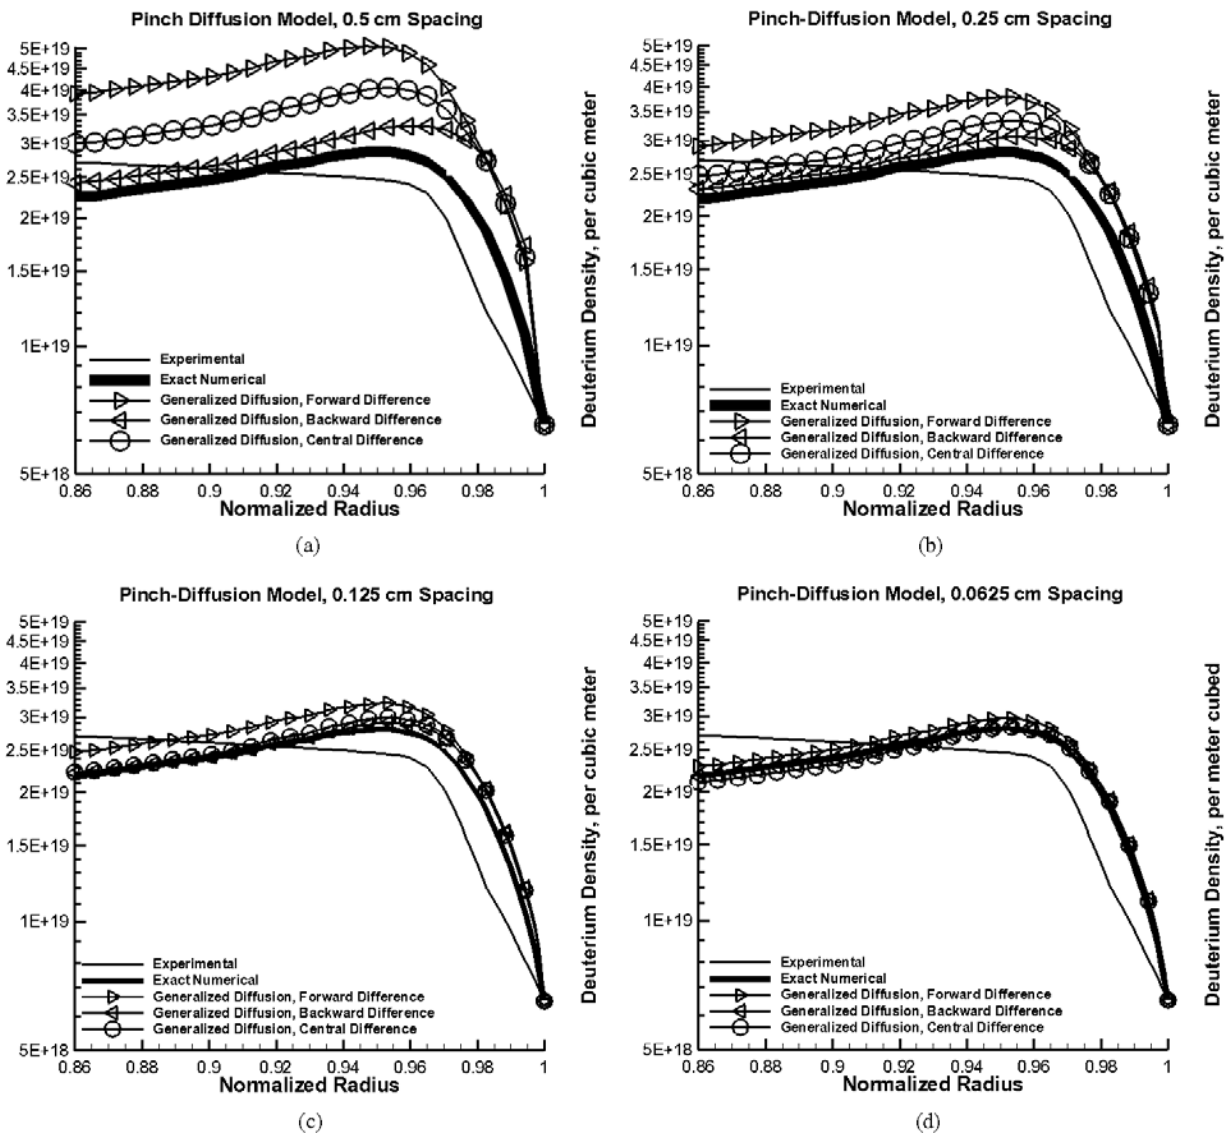 Pinch Diffusion Model, 0.5 cm Spacing
5E+19
4.5E+19
4E+19
3.5E+19
3E+19
2.5E+19
2E+19
1.5E+19
1E+19
5E+18
Experimental
Exact Numerical
Generalized Diffusion, Forward Difference
Generalized Diffusion, Backward Difference
Generalized Diffusion, Central Difference
0.86 0.88 0.9 0.92 0.94 0.96 0.98 1
Normalized Radius
Deuterium Density, per cubic meter
(a)
Pinch-Diffusion Model, 0.25 cm Spacing
5E+19
4.5E+19
4E+19
3.5E+19
3E+19
2.5E+19
2E+19
1.5E+19
1E+19
5E+18
Experimental
Exact Numerical
Generalized Diffusion, Forward Difference
Generalized Diffusion, Backward Difference
Generalized Diffusion, Central Difference
0.86 0.88 0.9 0.92 0.94 0.96 0.98 1
Normalized Radius
Deuterium Density, per cubic meter
(b)
Pinch-Diffusion Model, 0.125 cm Spacing
5E+19
4.5E+19
4E+19
3.5E+19
3E+19
2.5E+19
2E+19
1.5E+19
1E+19
5E+18
Experimental
Exact Numerical
Generalized Diffusion, Forward Difference
Generalized Diffusion, Backward Difference
Generalized Diffusion, Central Difference
0.86 0.88 0.9 0.92 0.94 0.96 0.98 1
Normalized Radius
Deuterium Density, per cubic meter
(c)
Pinch-Diffusion Model, 0.0625 cm Spacing
5E+19
4.5E+19
4E+19
3.5E+19
3E+19
2.5E+19
2E+19
1.5E+19
1E+19
5E+18
Experimental
Exact Numerical
Generalized Diffusion, Forward Difference
Generalized Diffusion, Backward Difference
Generalized Diffusion, Central Difference
0.86 0.88 0.9 0.92 0.94 0.96 0.98 1
Normalized Radius
Deuterium Density, per meter cubed
(d)